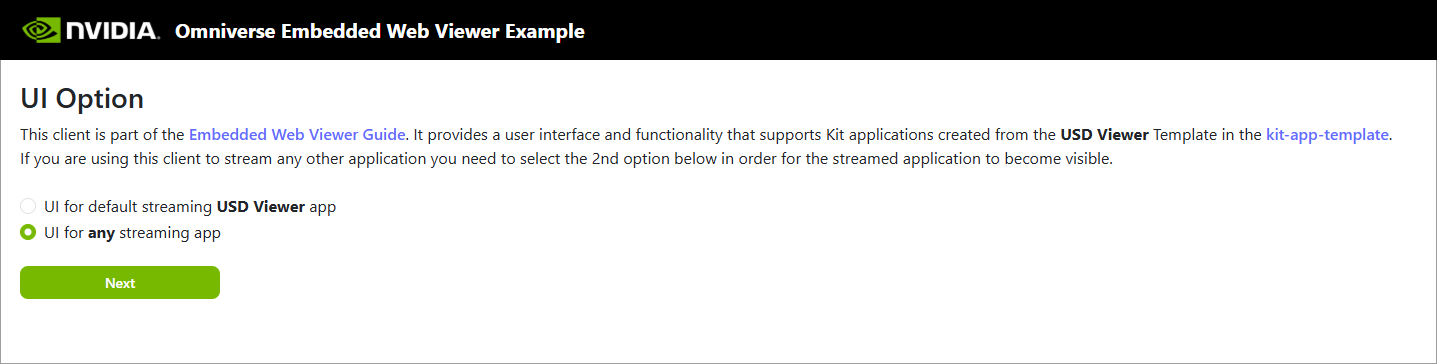 NVIDIA. Omniverse Embedded Web Viewer Example
UI Option
This client is part of the Embedded Web Viewer Guide. It provides a user interface and functionality that supports Kit applications created from the USD Viewer Template in the kit-app-template.
If you are using this client to stream any other application you need to select the 2nd option below in order for the streamed application to become visible.
UI for default streaming USD Viewer app
UI for any streaming app
Next